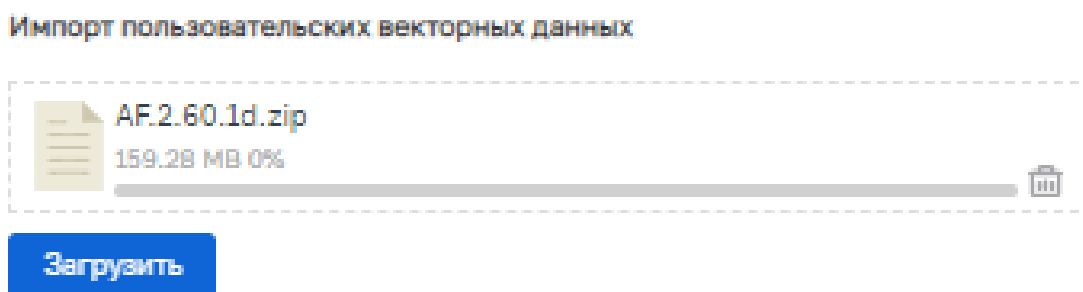 Импорт пользовательских векторных данных
AF.2.60.1d.zip
159.28 MB 0%
Загрузить